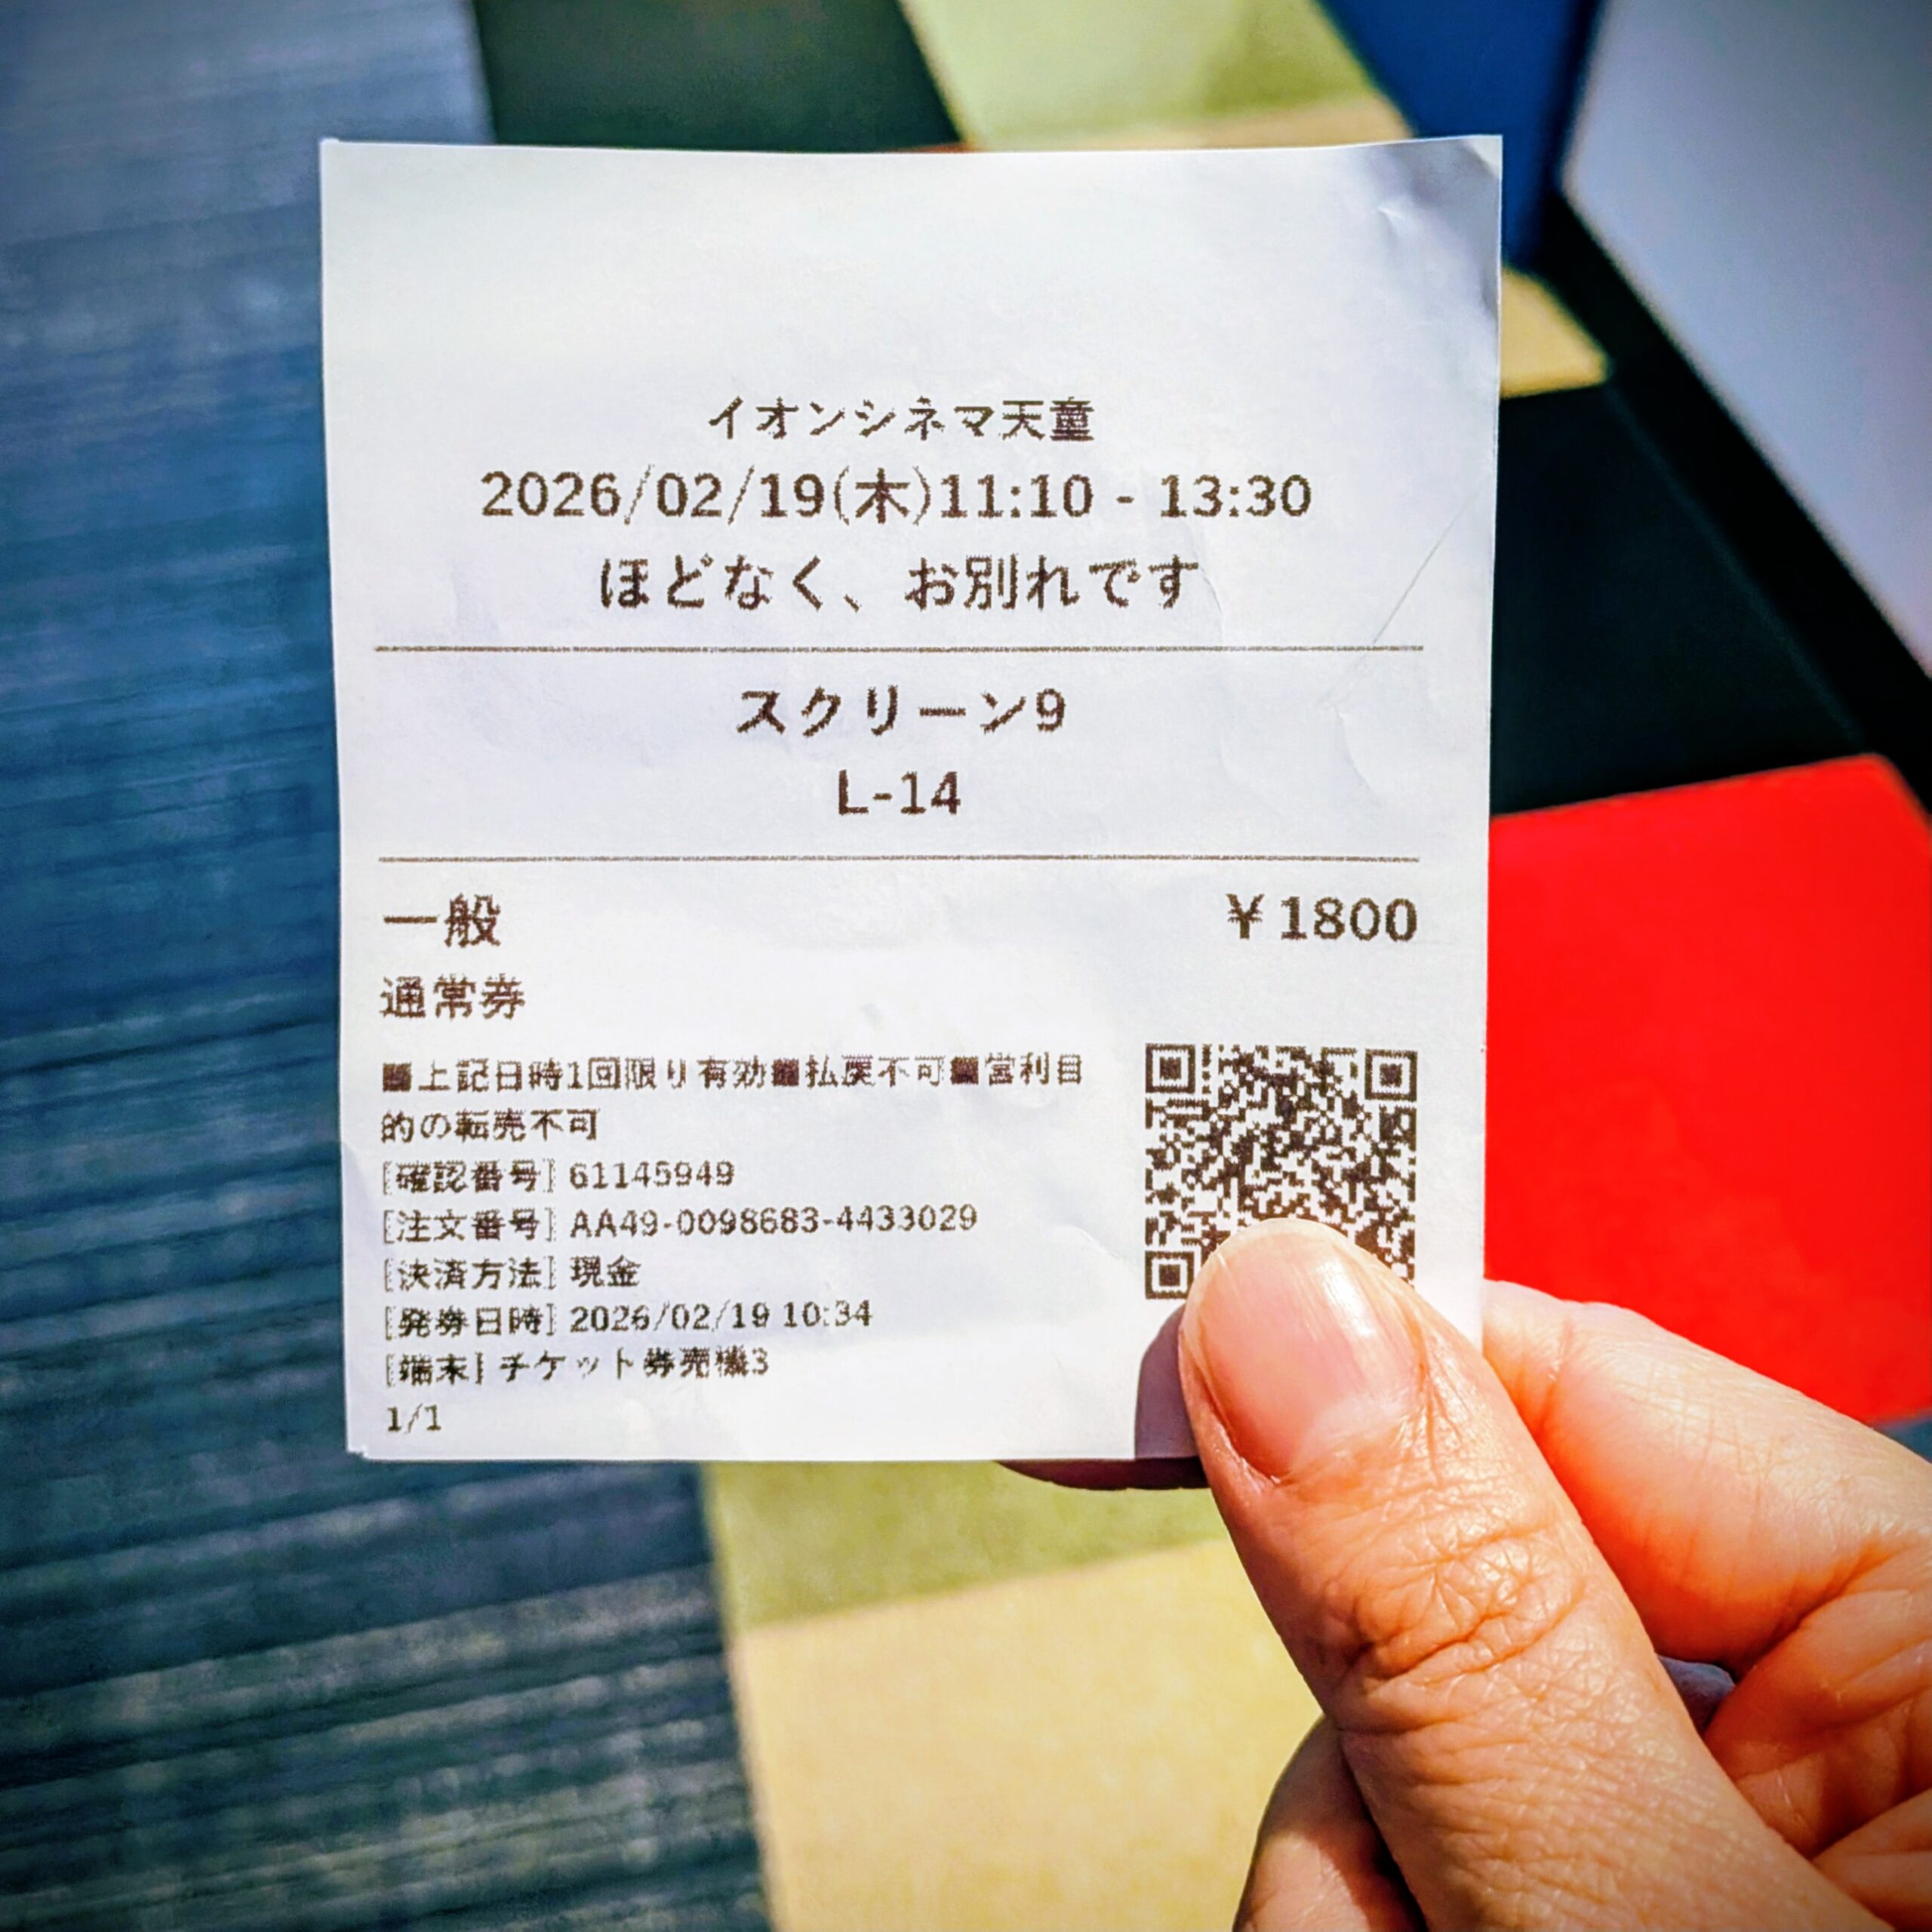 イオンシネマ天童
2026/02/19(木)11:10 - 13:30
ほどなく、お別れです
スクリーン9
L-14
一般 ¥1800
通常券
■上記日時1回限り有効■払戻不可■営利目
的の転売不可
[確認番号] 61145949
[注文番号] AA49-0098683-4433029
[決済方法] 現金
[発券日時] 2026/02/19 10:34
[端末] チケット券売機3
1/1